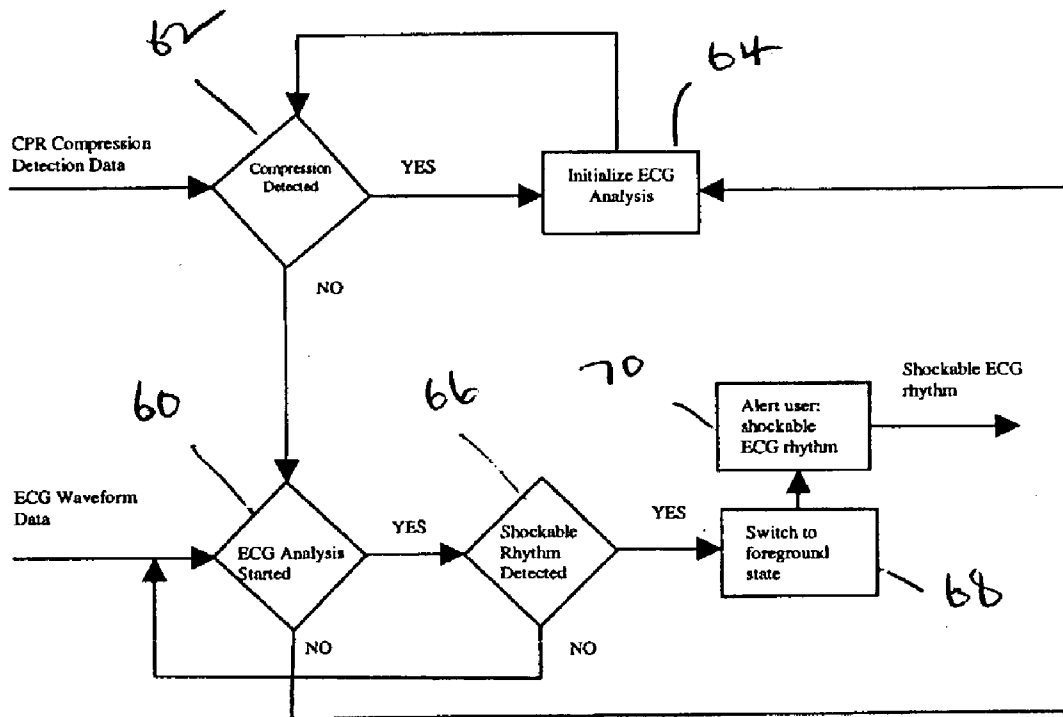 62
64
CPR Compression
Detection Data
Compression
Detected
YES
Initialize ECG
Analysis
NO
60
66
70
Shockable ECG
rhythm
Alert user:
shockable
ECG rhythm
ECG Waveform
Data
ECG Analysis
Started
YES
Shockable
Rhythm
Detected
YES
Switch to
foreground
state
68
NO
NO